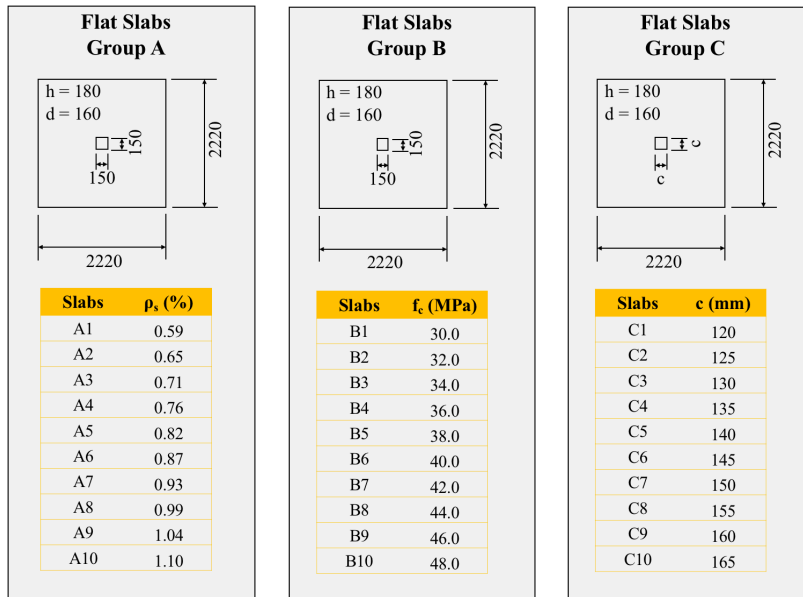 Flat Slabs
Group A
h = 180
d = 160
150
150
2220
2220
Slabs ρs (%)
A1 0.59
A2 0.65
A3 0.71
A4 0.76
A5 0.82
A6 0.87
A7 0.93
A8 0.99
A9 1.04
A10 1.10
Flat Slabs
Group B
h = 180
d = 160
150
150
2220
2220
Slabs fc (MPa)
B1 30.0
B2 32.0
B3 34.0
B4 36.0
B5 38.0
B6 40.0
B7 42.0
B8 44.0
B9 46.0
B10 48.0
Flat Slabs
Group C
h = 180
d = 160
c
c
2220
2220
Slabs c (mm)
C1 120
C2 125
C3 130
C4 135
C5 140
C6 145
C7 150
C8 155
C9 160
C10 165